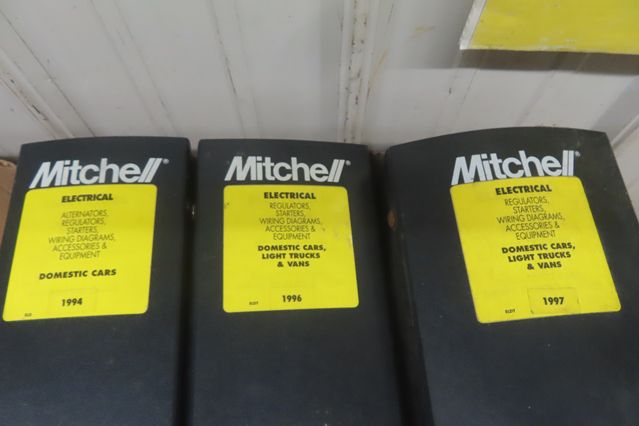 Mitchell®
ELECTRICAL
ALTERNATORS,
REGULATORS,
STARTERS,
WIRING DIAGRAMS,
ACCESSORIES &
EQUIPMENT
DOMESTIC CARS
1994
Mitchell®
ELECTRICAL
REGULATORS,
STARTERS,
WIRING DIAGRAMS,
ACCESSORIES &
EQUIPMENT
DOMESTIC CARS,
LIGHT TRUCKS
& VANS
1996
Mitchell®
ELECTRICAL
REGULATORS,
STARTERS,
WIRING DIAGRAMS,
ACCESSORIES &
EQUIPMENT
DOMESTIC CARS,
LIGHT TRUCKS
& VANS
1997